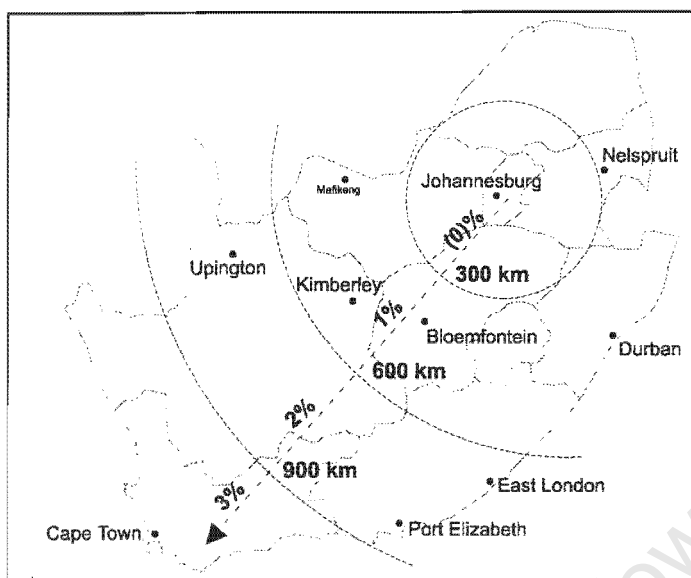 Nelspruit
Mafikeng
Johannesburg
(0)%
Upington
300 km
Kimberley
1%
Bloemfontein
Durban
600 km
2%
900 km
3%
East London
Port Elizabeth
Cape Town